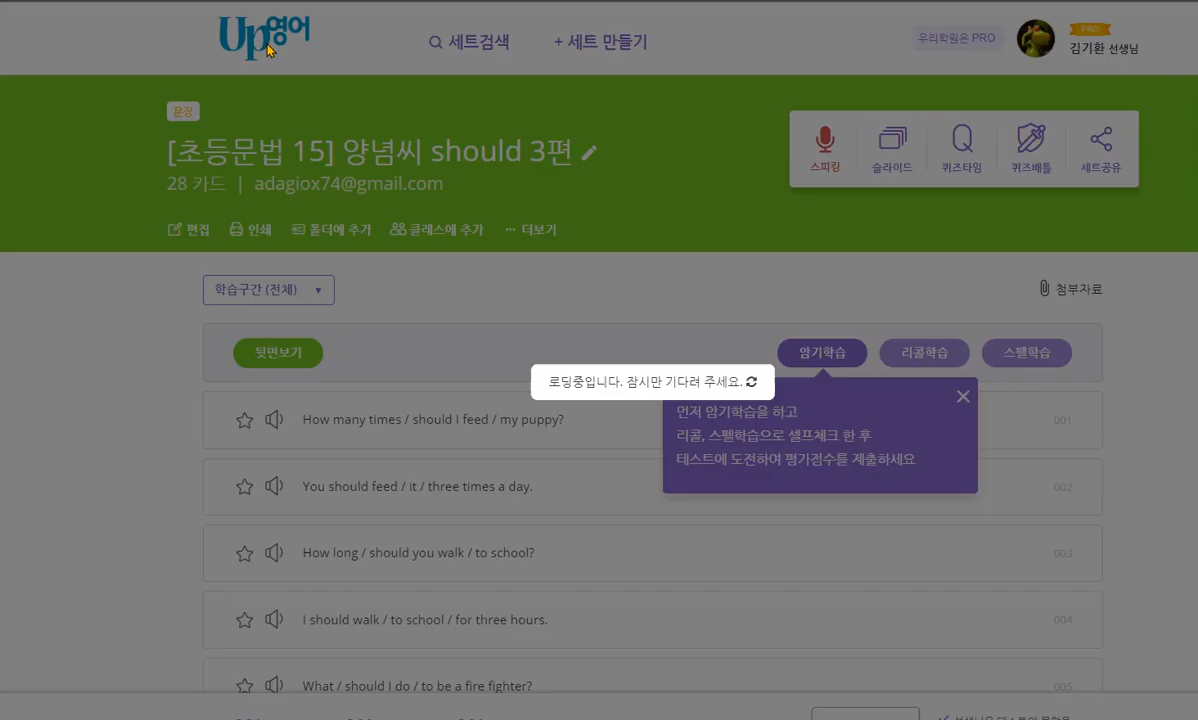 Up영어
세트검색
+ 세트 만들기
우리학원은 PRO
PRO
김기환 선생님
문장
[초등문법 15] 양념씨 should 3편
28 카드 | adagiox74@gmail.com
스피킹
슬라이드
퀴즈타임
퀴즈배틀
세트공유
편집
인쇄
폴더에 추가
클래스에 추가
··· 더보기
학습구간 (전체) ▼
첨부자료
뒷면보기
암기학습
리콜학습
스펠학습
로딩중입니다. 잠시만 기다려 주세요.
먼저 암기학습을 하고
리콜, 스펠학습으로 셀프체크 한 후
테스트에 도전하여 평가점수를 제출하세요
How many times / should I feed / my puppy?
001
You should feed / it / three times a day.
002
How long / should you walk / to school?
003
I should walk / to school / for three hours.
004
What / should I do / to be a fire fighter?
005